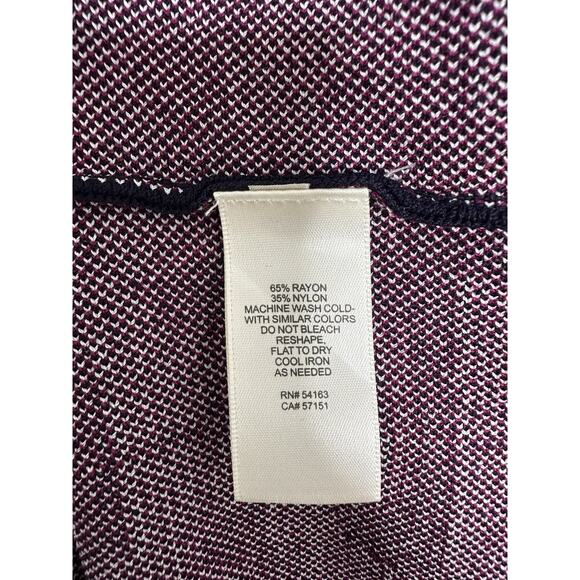 65% RAYON
35% NYLON
MACHINE WASH COLD-
WITH SIMILAR COLORS
DO NOT BLEACH
RESHAPE,
FLAT TO DRY
COOL IRON
AS NEEDED
RN# 54163
CA# 57151